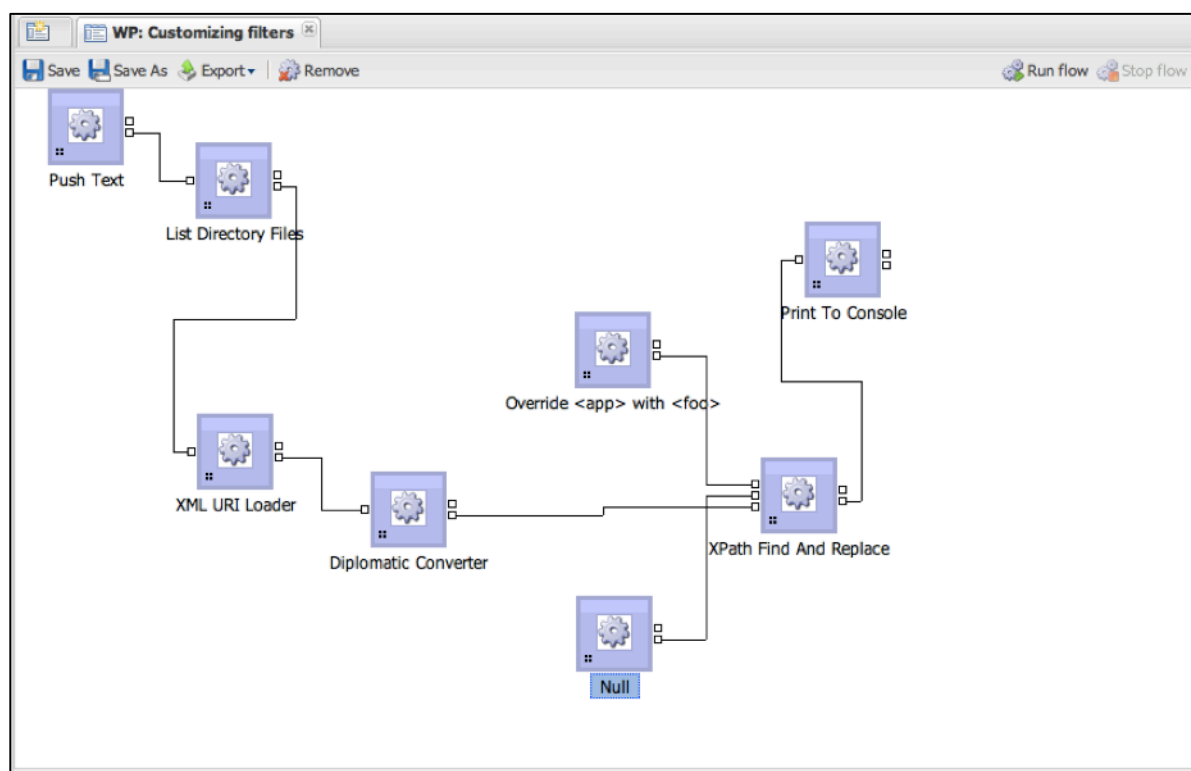 WP: Customizing filters
Save Save As Export Remove Run flow Stop flow
Push Text
List Directory Files
Print To Console
Override <app> with <foo>
XML URI Loader
XPath Find And Replace
Diplomatic Converter
Null